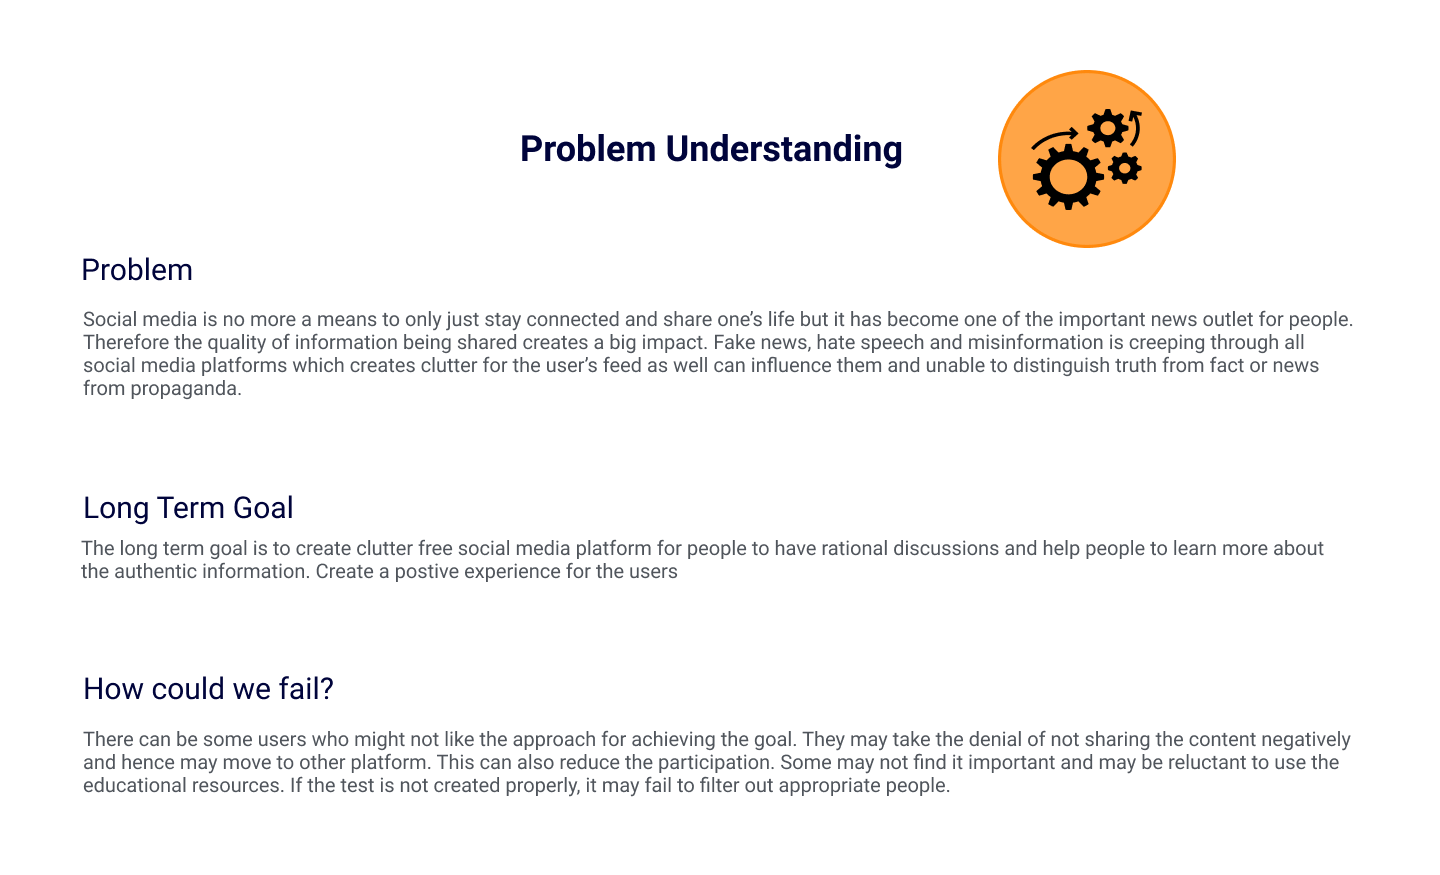 Problem Understanding
Problem
Social media is no more a means to only just stay connected and share one’s life but it has become one of the important news outlet for people.
Therefore the quality of information being shared creates a big impact. Fake news, hate speech and misinformation is creeping through all
social media platforms which creates clutter for the user’s feed as well can influence them and unable to distinguish truth from fact or news
from propaganda.
Long Term Goal
The long term goal is to create clutter free social media platform for people to have rational discussions and help people to learn more about
the authentic information. Create a postive experience for the users
How could we fail?
There can be some users who might not like the approach for achieving the goal. They may take the denial of not sharing the content negatively
and hence may move to other platform. This can also reduce the participation. Some may not find it important and may be reluctant to use the
educational resources. If the test is not created properly, it may fail to filter out appropriate people.